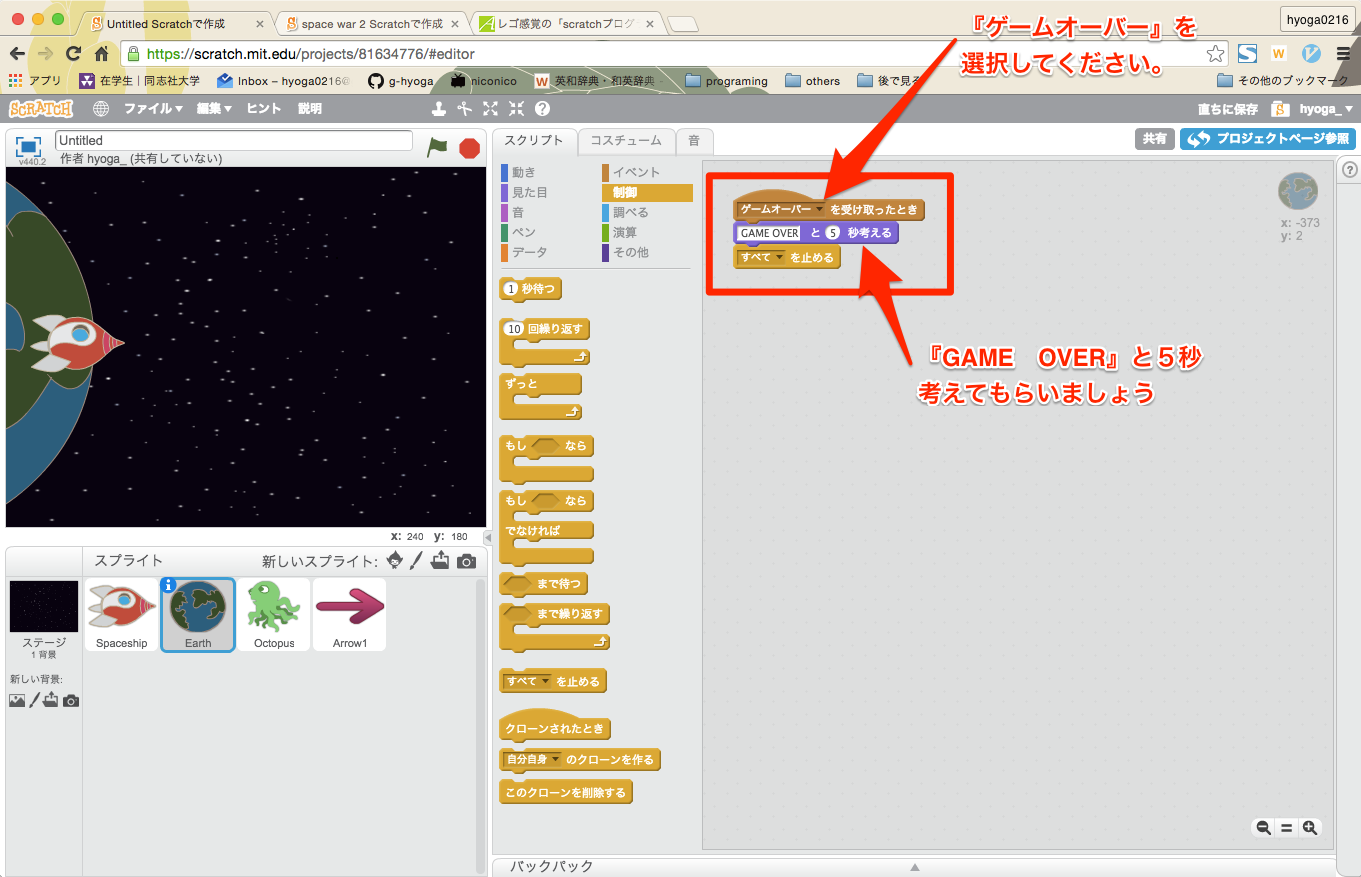 Untitled Scratchで作成
space war 2 Scratchで作成
レゴ感覚の「scratchプログ
hyoga0216
https://scratch.mit.edu/projects/81634776/#editor
アプリ
在学生 | 同志社大学
Inbox – hyoga0216@
g-hyoga
niconico
英和辞典・和英辞典
programing
others
後で見る
その他のブックマーク
『ゲームオーバー』を
選択してください。
SCRATCH
ファイル▼
編集▼
ヒント
説明
直ちに保存
hyoga_ ▼
v440.2
Untitled
作者 hyoga_ (共有していない)
スクリプト
コスチューム
音
共有
プロジェクトページ参照
動き
イベント
見た目
制御
音
調べる
ペン
演算
データ
その他
1 秒待つ
10 回繰り返す
ずっと
もし なら
もし なら
でなければ
まで待つ
まで繰り返す
すべて ▼ を止める
クローンされたとき
自分自身 ▼ のクローンを作る
このクローンを削除する
ゲームオーバー ▼ を受け取ったとき
GAME OVER と 5 秒考える
すべて ▼ を止める
x: -373
y: 2
『GAME　OVER』と５秒
考えてもらいましょう
x: 240 y: 180
スプライト
新しいスプライト:
ステージ
1 背景
新しい背景:
Spaceship
Earth
Octopus
Arrow1
バックパック